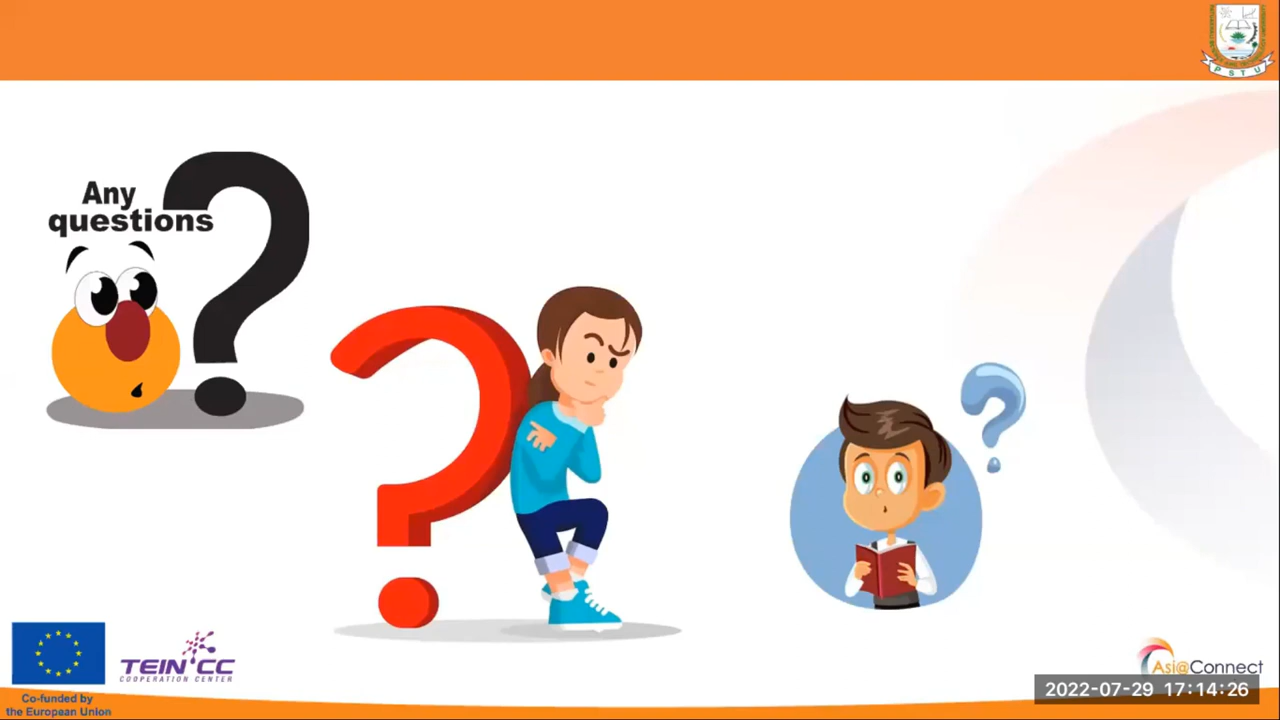 PSTU
Any
questions
TEIN CC
COOPERATION CENTER
Asi@Connect
2022-07-29 17:14:26
Co-funded by
the European Union